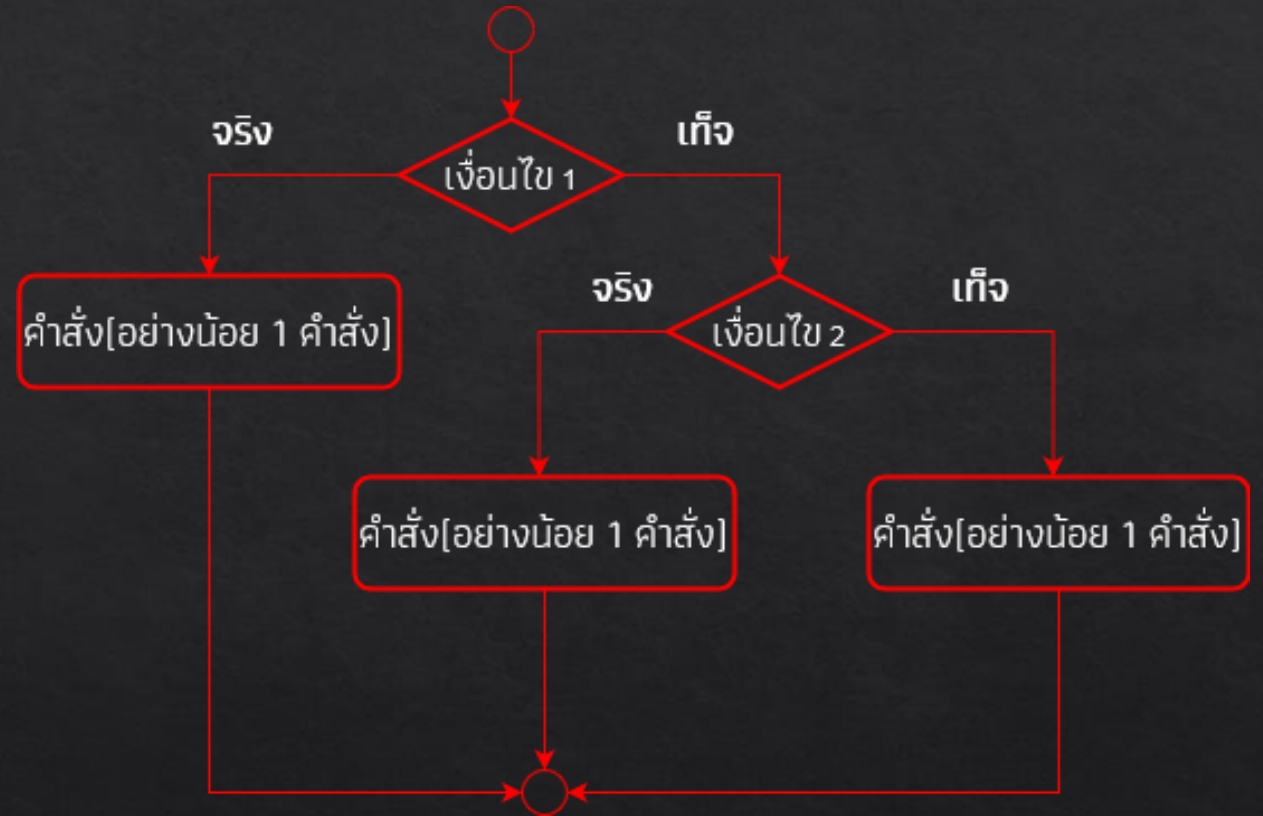 จริง
เท็จ
เงื่อนไข 1
จริง
เท็จ
คำสั่ง[อย่างน้อย 1 คำสั่ง]
เงื่อนไข 2
คำสั่ง[อย่างน้อย 1 คำสั่ง]
คำสั่ง[อย่างน้อย 1 คำสั่ง]